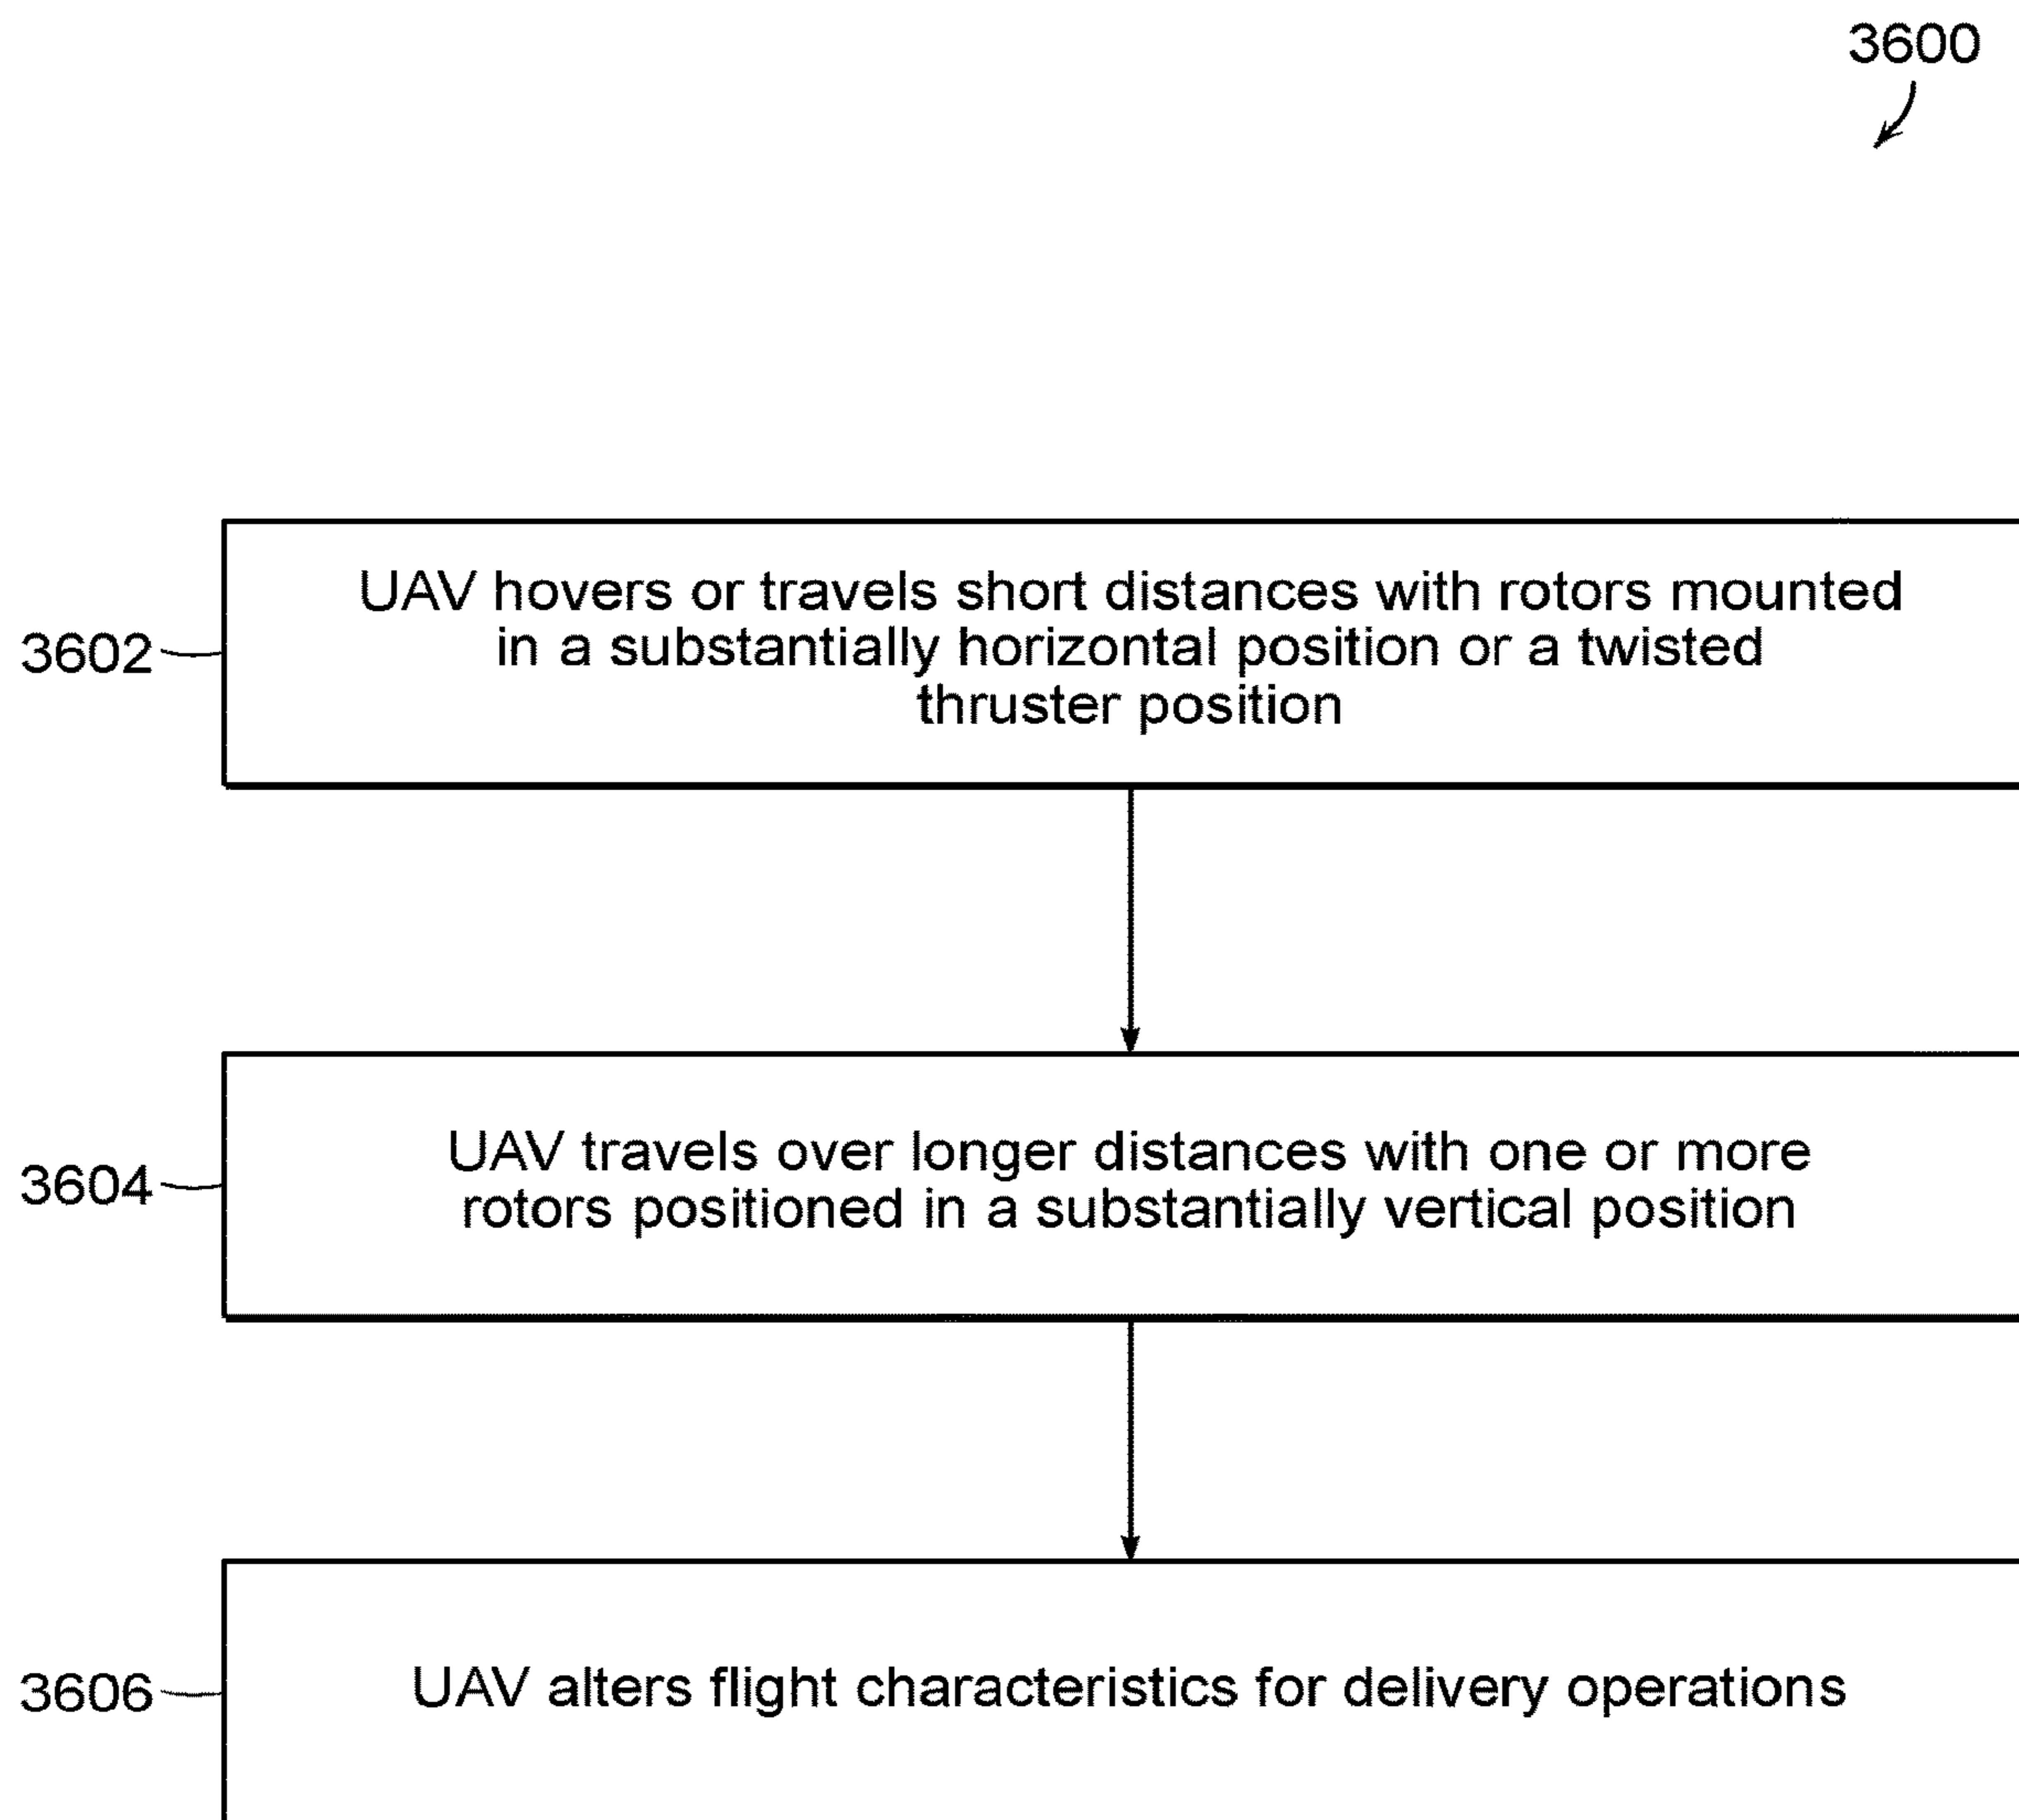 3600
UAV hovers or travels short distances with rotors mounted
in a substantially horizontal position or a twisted
thruster position
3602
UAV travels over longer distances with one or more
rotors positioned in a substantially vertical position
3604
UAV alters flight characteristics for delivery operations
3606